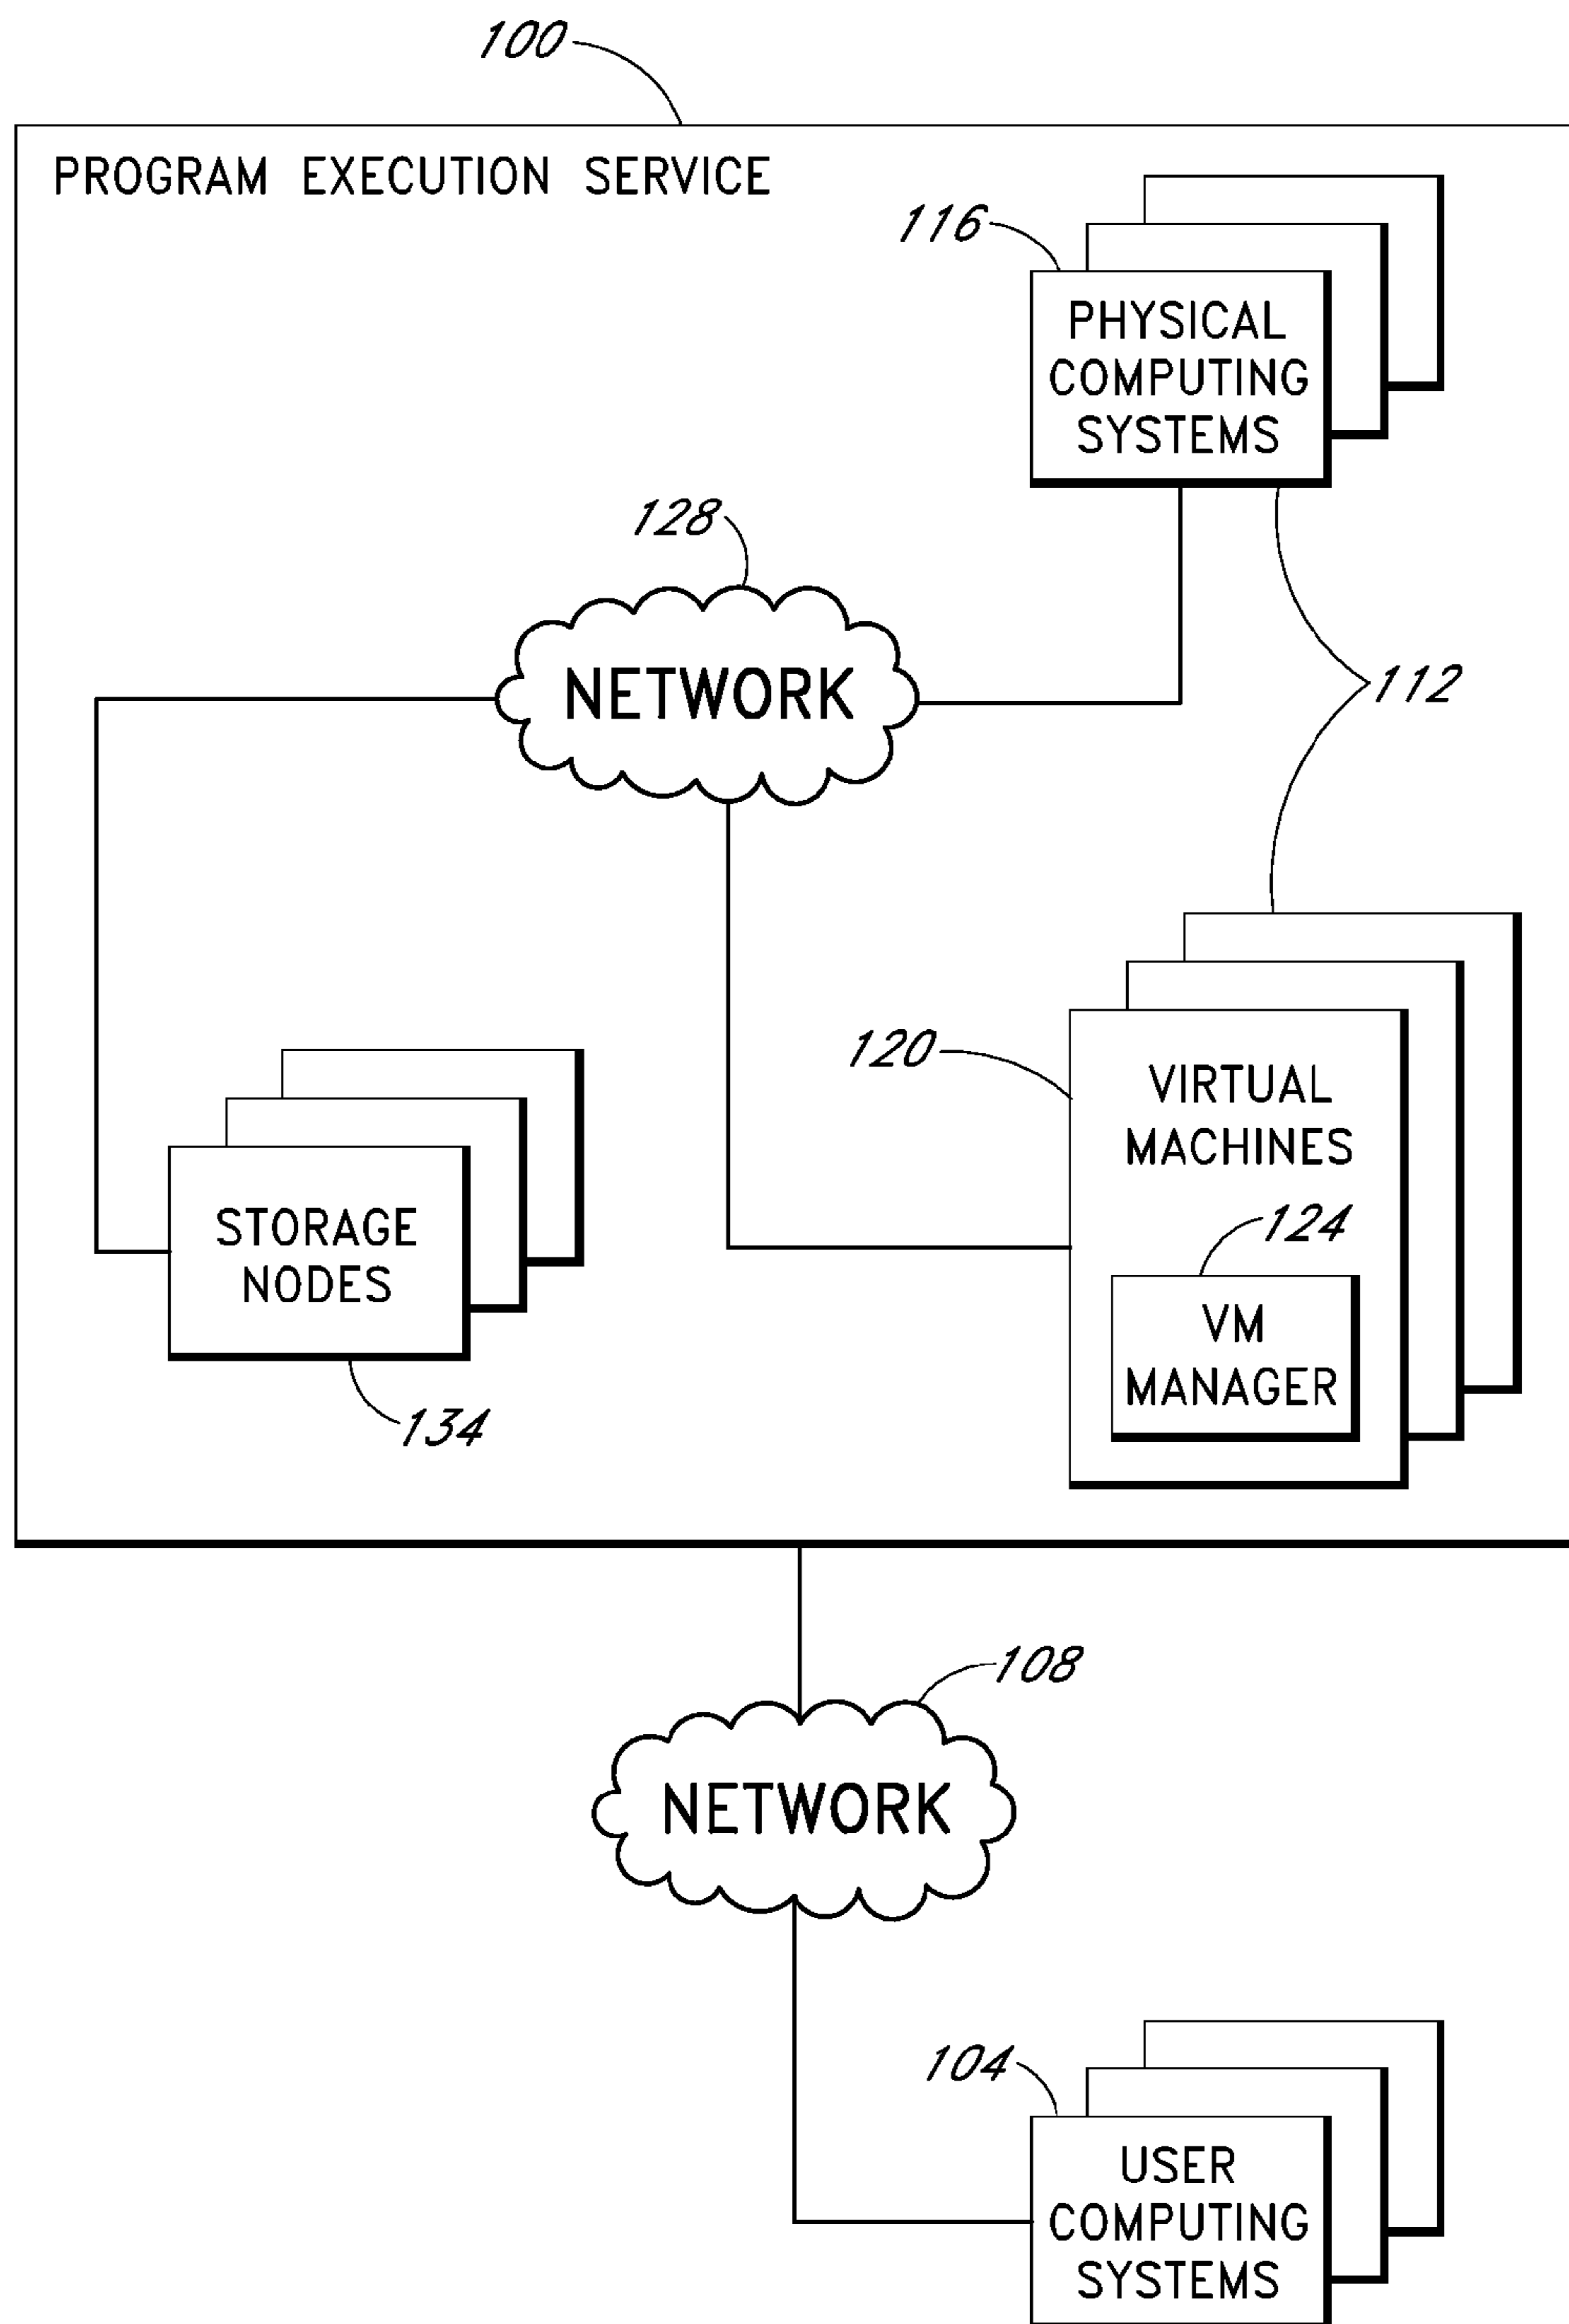 100
PROGRAM EXECUTION SERVICE
116
PHYSICAL
COMPUTING
SYSTEMS
128
NETWORK
112
120
VIRTUAL
MACHINES
124
VM
MANAGER
STORAGE
NODES
134
108
NETWORK
104
USER
COMPUTING
SYSTEMS